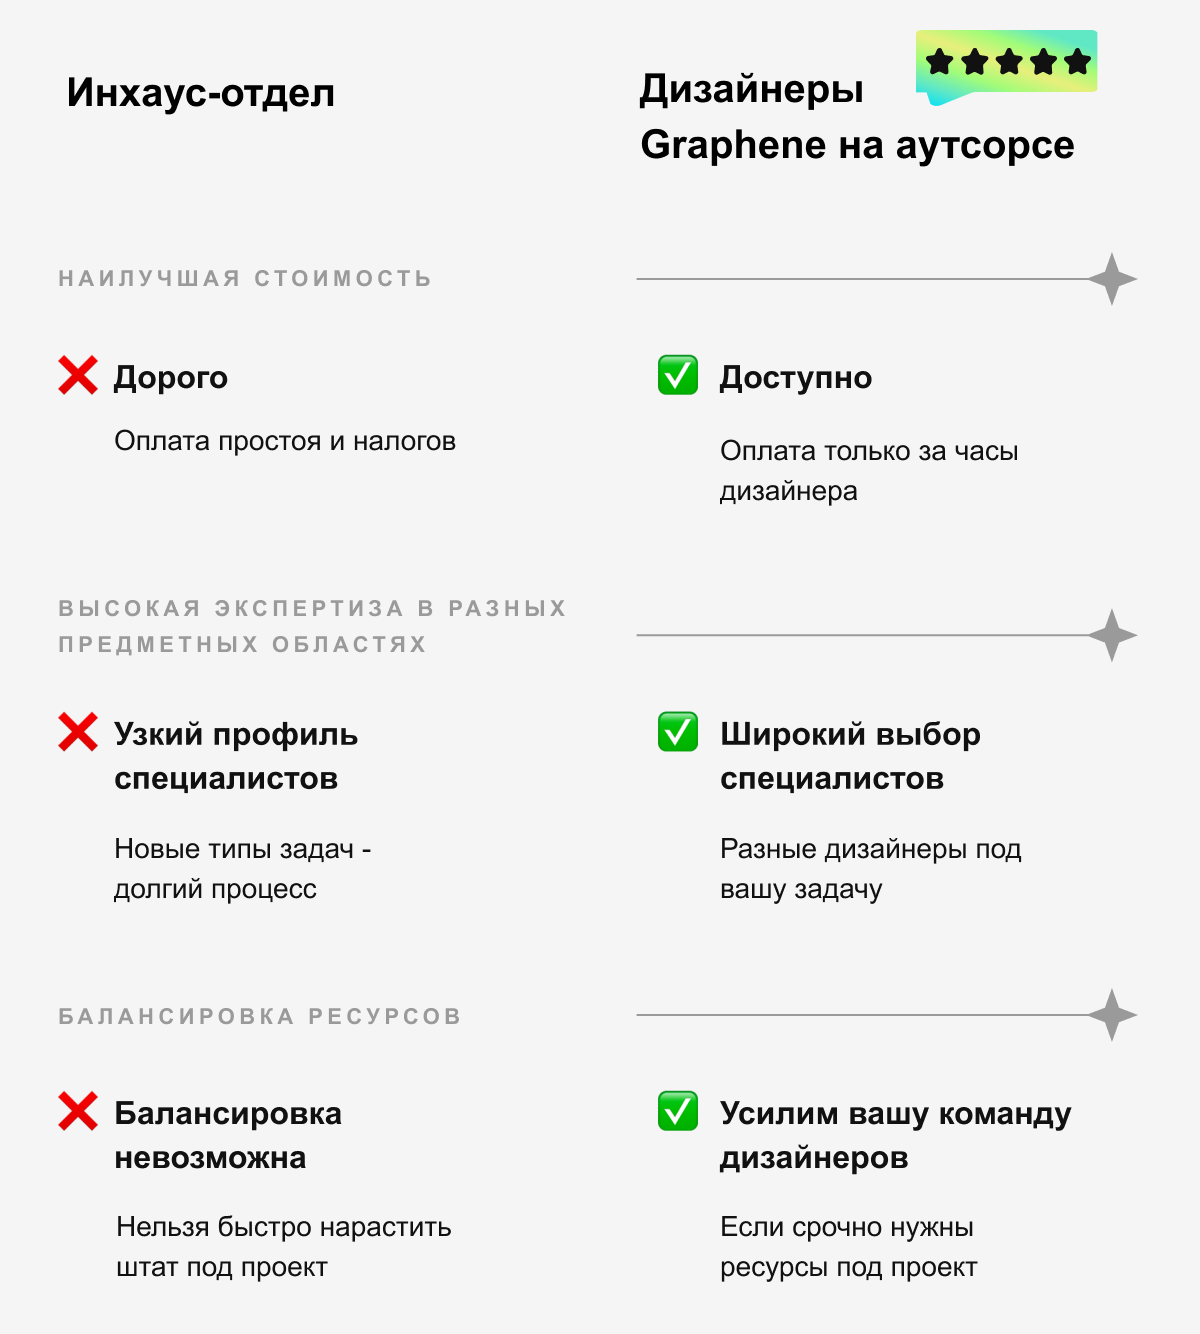 Инхаус-отдел
Дизайнеры
Graphene на аутсорсе
НАИЛУЧШАЯ СТОИМОСТЬ
Дорого
Оплата простоя и налогов
Доступно
Оплата только за часы
дизайнера
ВЫСОКАЯ ЭКСПЕРТИЗА В РАЗНЫХ
ПРЕДМЕТНЫХ ОБЛАСТЯХ
Узкий профиль
специалистов
Новые типы задач -
долгий процесс
Широкий выбор
специалистов
Разные дизайнеры под
вашу задачу
БАЛАНСИРОВКА РЕСУРСОВ
Балансировка
невозможна
Нельзя быстро нарастить
штат под проект
Усилим вашу команду
дизайнеров
Если срочно нужны
ресурсы под проект